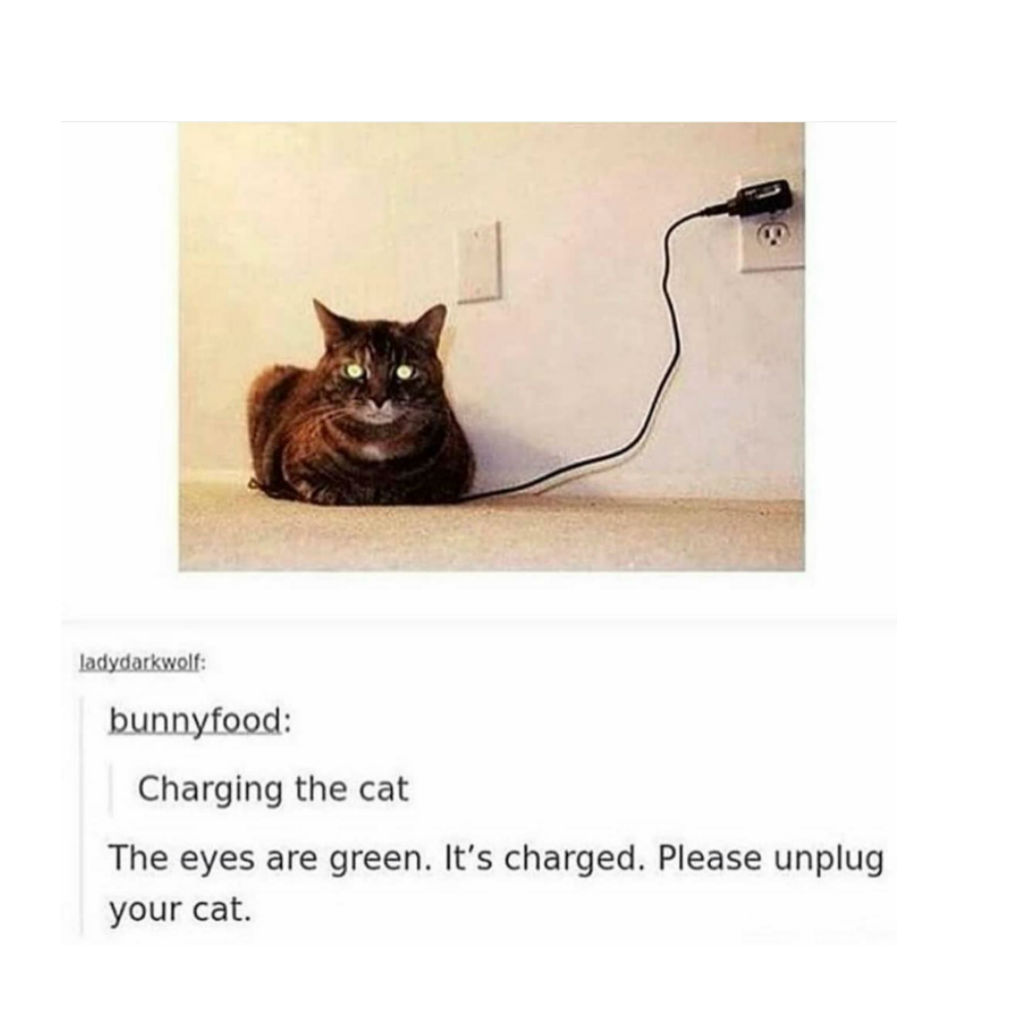 ladydarkwolf:
bunnyfood:
Charging the cat
The eyes are green. It’s charged. Please unplug
your cat.